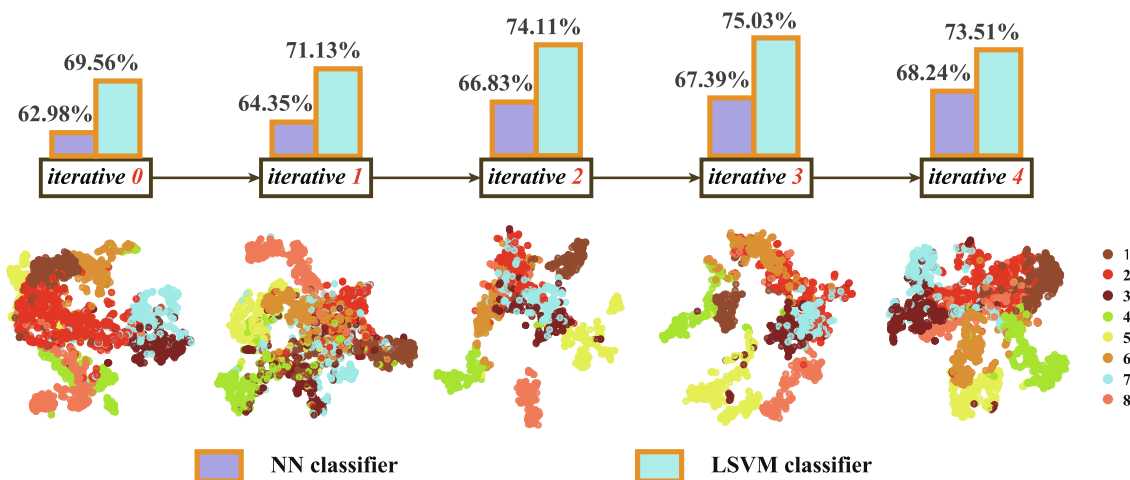 62.98%
69.56%
64.35%
71.13%
66.83%
74.11%
67.39%
75.03%
68.24%
73.51%
iterative 0
iterative 1
iterative 2
iterative 3
iterative 4
1
2
3
4
5
6
7
8
NN classifier
LSVM classifier